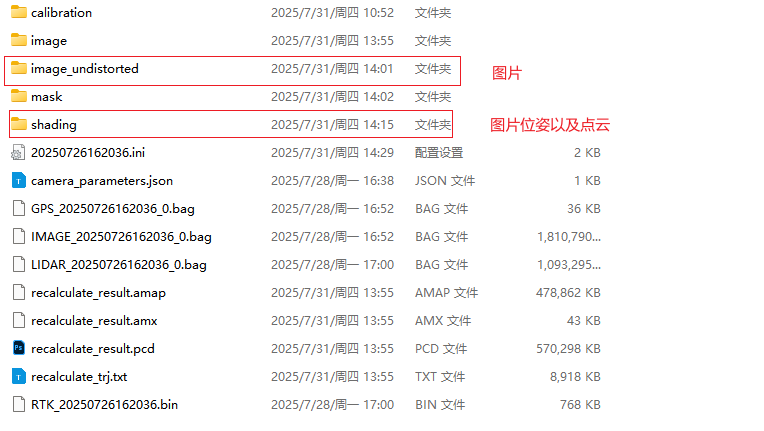 calibration 2025/7/31/周四 10:52 文件夹
image 2025/7/31/周四 13:55 文件夹
image_undistorted 2025/7/31/周四 14:01 文件夹 图片
mask 2025/7/31/周四 14:02 文件夹
shading 2025/7/31/周四 14:15 文件夹 图片位姿以及点云
20250726162036.ini 2025/7/31/周四 14:29 配置设置 2 KB
camera_parameters.json 2025/7/28/周一 16:38 JSON 文件 1 KB
GPS_20250726162036_0.bag 2025/7/28/周一 16:52 BAG 文件 36 KB
IMAGE_20250726162036_0.bag 2025/7/28/周一 16:52 BAG 文件 1,810,790...
LIDAR_20250726162036_0.bag 2025/7/28/周一 17:00 BAG 文件 1,093,295...
recalculate_result.amap 2025/7/31/周四 13:55 AMAP 文件 478,862 KB
recalculate_result.amx 2025/7/31/周四 13:55 AMX 文件 43 KB
recalculate_result.pcd 2025/7/31/周四 13:55 PCD 文件 570,298 KB
recalculate_trj.txt 2025/7/31/周四 13:55 TXT 文件 8,918 KB
RTK_20250726162036.bin 2025/7/28/周一 17:00 BIN 文件 768 KB